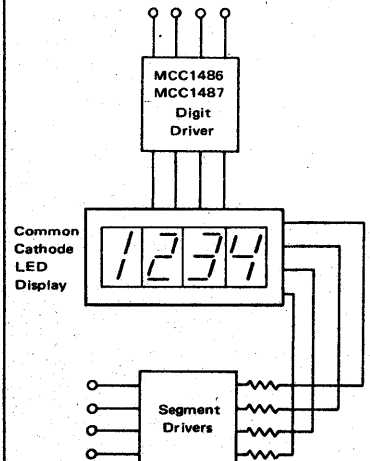 MCC1486
MCC1487
Digit
Driver
Common
Cathode
LED
Display
1234
Segment
Drivers